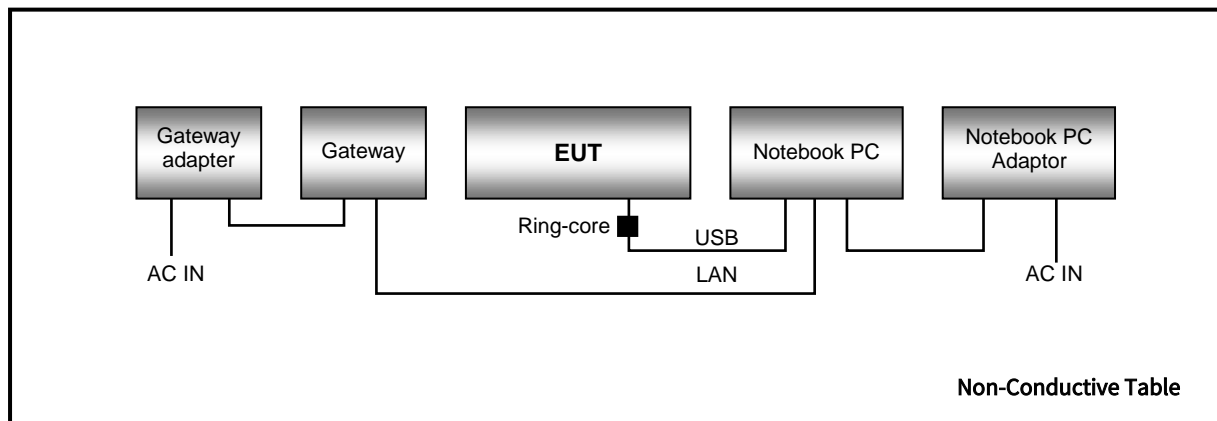 Gateway
adapter
Gateway
EUT
Notebook PC
Notebook PC
Adaptor
Ring-core
USB
AC IN
LAN
AC IN
Non-Conductive Table